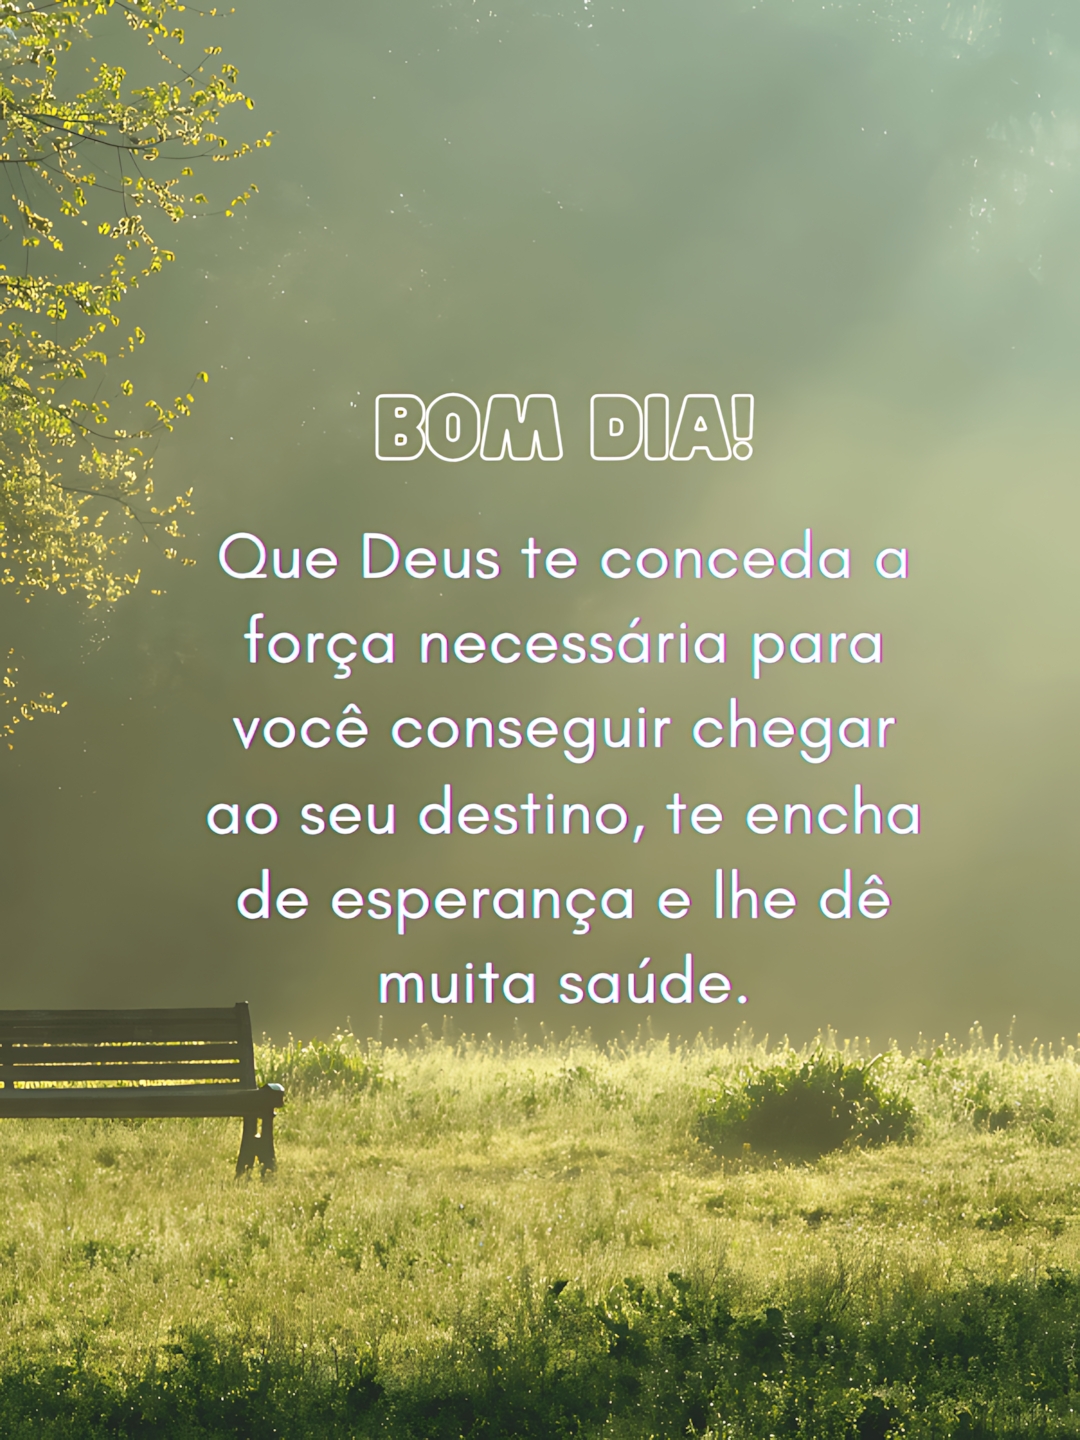 BOM DIA!
Que Deus te conceda a
força necessária para
você conseguir chegar
ao seu destino, te encha
de esperança e lhe dê
muita saúde.